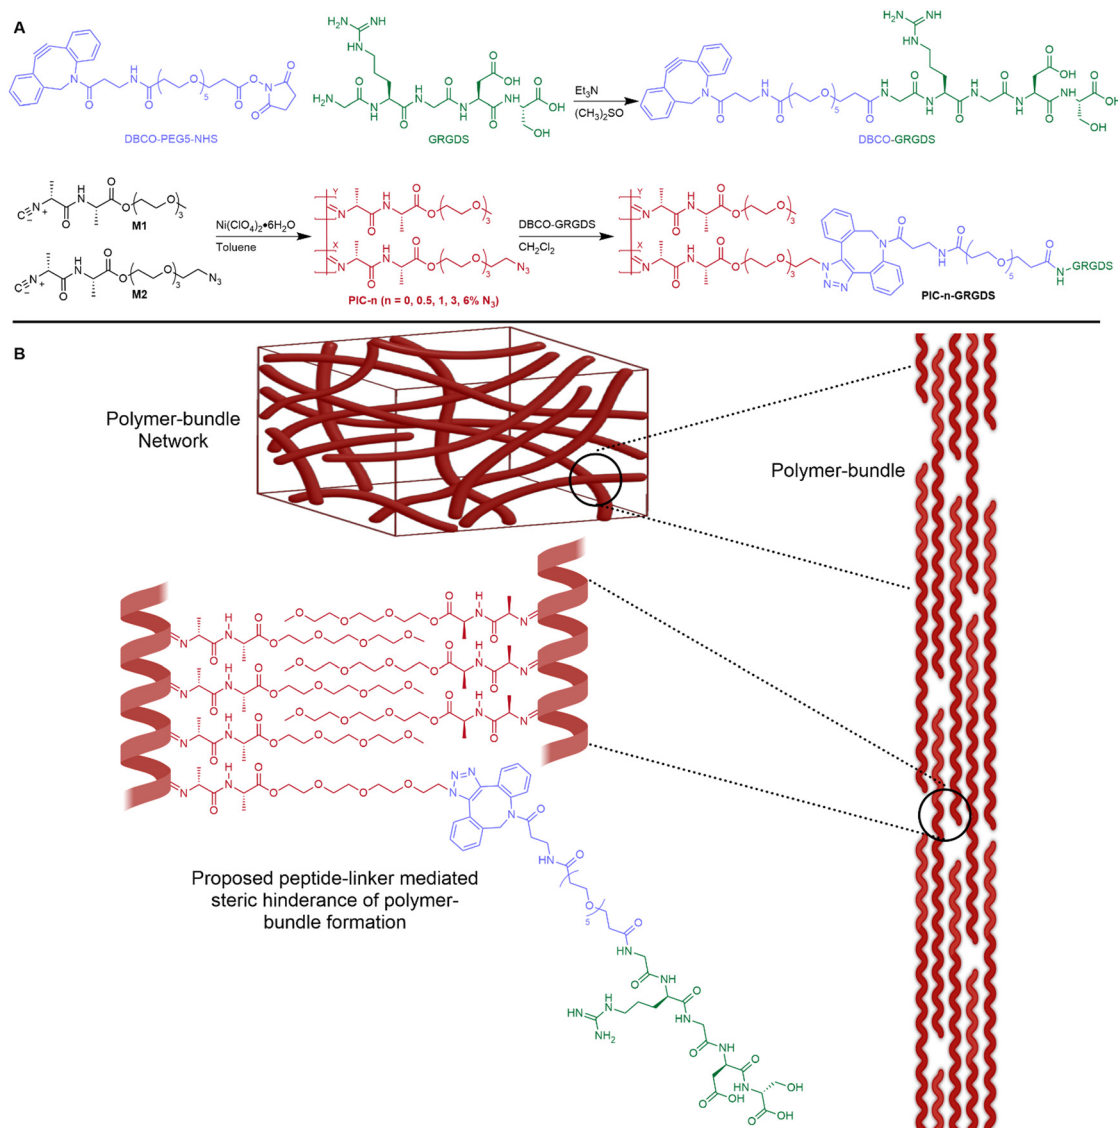 A
DBCO-PEG5-NHS
GRGDS
Et₃N
(CH₃)₂SO
DBCO-GRGDS
M1
M2
Ni(ClO₄)₂•6H₂O
Toluene
PIC-n (n = 0, 0.5, 1, 3, 6% N₃)
DBCO-GRGDS
CH₂Cl₂
GRGDS
PIC-n-GRGDS
B
Polymer-bundle
Network
Polymer-bundle
Proposed peptide-linker mediated
steric hinderance of polymer-
bundle formation